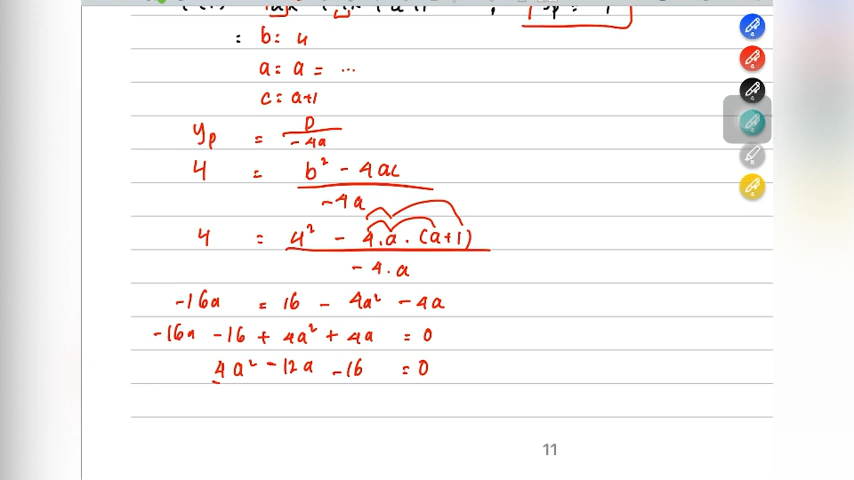 : b = 4
a = a = ...
c = a+1
yp = D / -4a
4 = b² - 4ac / -4a
4 = 4² - 4.a.(a+1) / -4.a
-16a = 16 - 4a² - 4a
-16a - 16 + 4a² + 4a = 0
4a² - 12a - 16 = 0
11